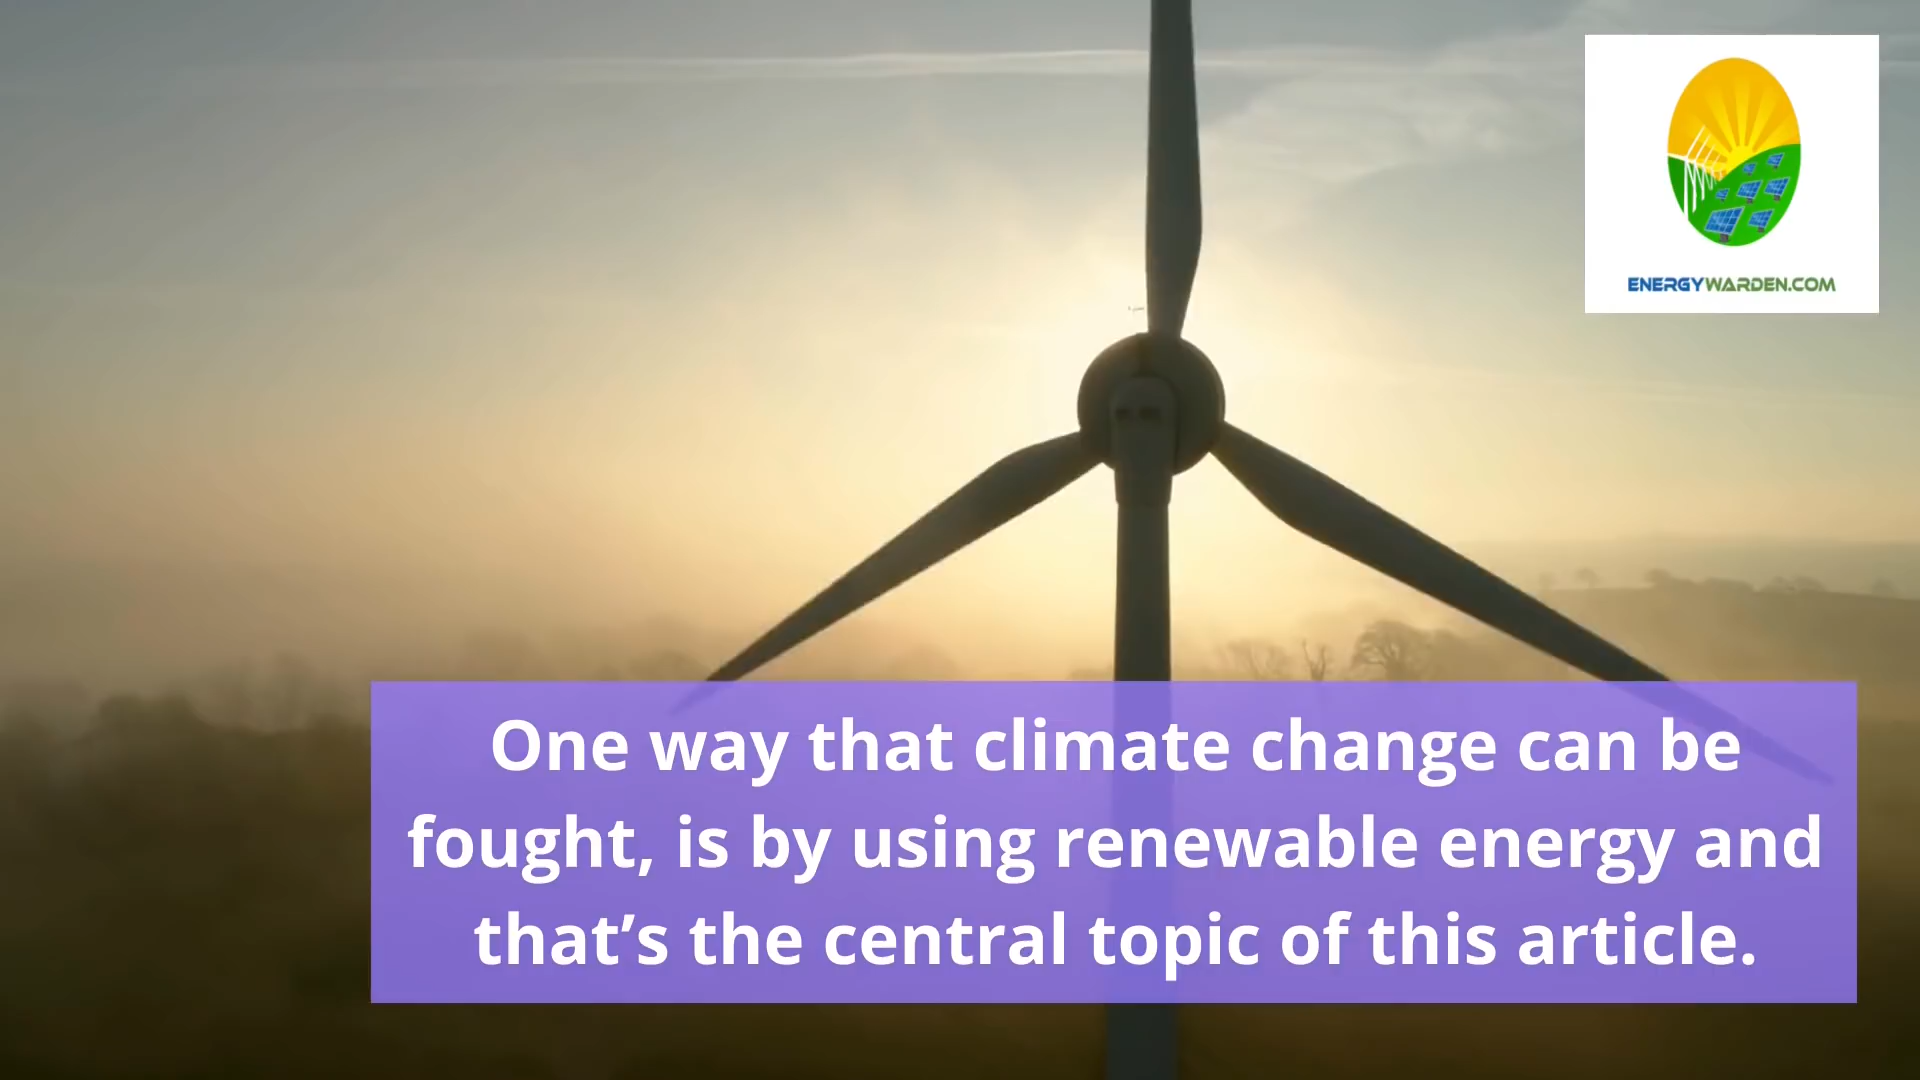 ENERGYWARDEN.COM
One way that climate change can be
fought, is by using renewable energy and
that’s the central topic of this article.